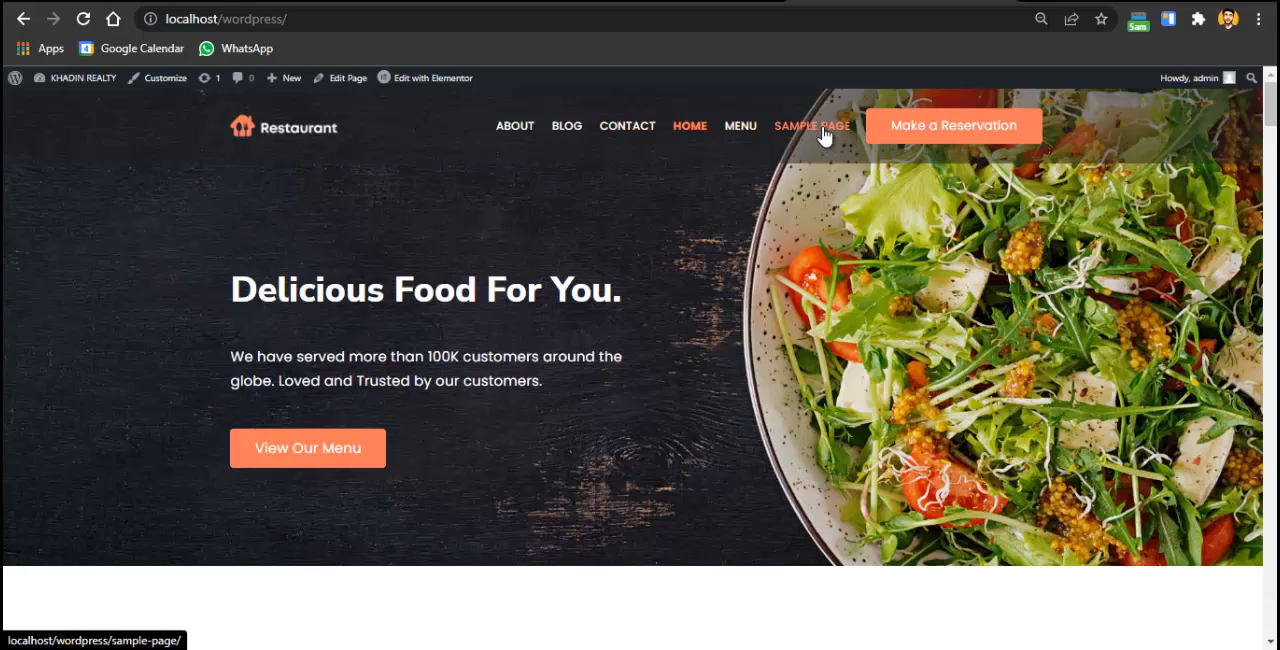 localhost/wordpress/
Sam
Apps
4 Google Calendar
WhatsApp
KHADIN REALTY Customize 1 0 New Edit Page Edit with Elementor Howdy, admin
Restaurant
ABOUT BLOG CONTACT HOME MENU SAMPLE PAGE Make a Reservation
Delicious Food For You.
We have served more than 100K customers around the
globe. Loved and Trusted by our customers.
View Our Menu
localhost/wordpress/sample-page/